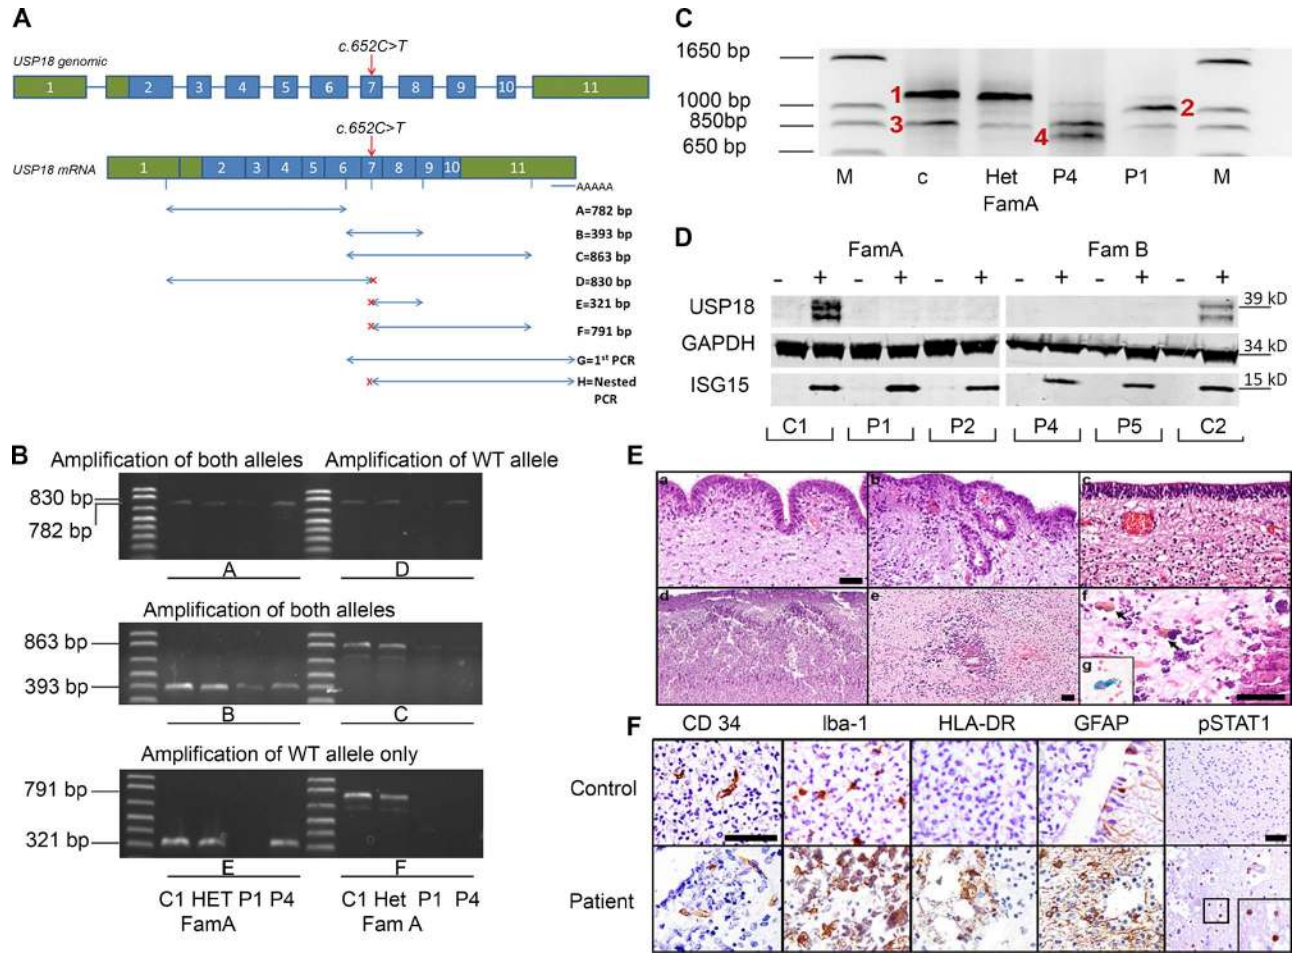 A
c.652C>T
USP18 genomic
1 2 3 4 5 6 7 8 9 10 11
c.652C>T
USP18 mRNA
1 2 3 4 5 6 7 8 9 10 11
AAAAA
A=782 bp
B=393 bp
C=863 bp
D=830 bp
E=321 bp
F=791 bp
G=1st PCR
H=Nested
PCR
B
Amplification of both alleles Amplification of WT allele
830 bp
782 bp
A D
Amplification of both alleles
863 bp
393 bp
B C
Amplification of WT allele only
791 bp
321 bp
E F
C1 HET P1 P4 C1 Het P1 P4
FamA Fam A
C
1650 bp
1000 bp
850bp
650 bp
1
2
3
4
M c Het P4 P1 M
FamA
D
FamA Fam B
- + - + - + - + - + - +
USP18 39 kD
GAPDH 34 kD
ISG15 15 kD
C1 P1 P2 P4 P5 C2
E
a b c
d e f
g
F
CD 34 Iba-1 HLA-DR GFAP pSTAT1
Control
Patient